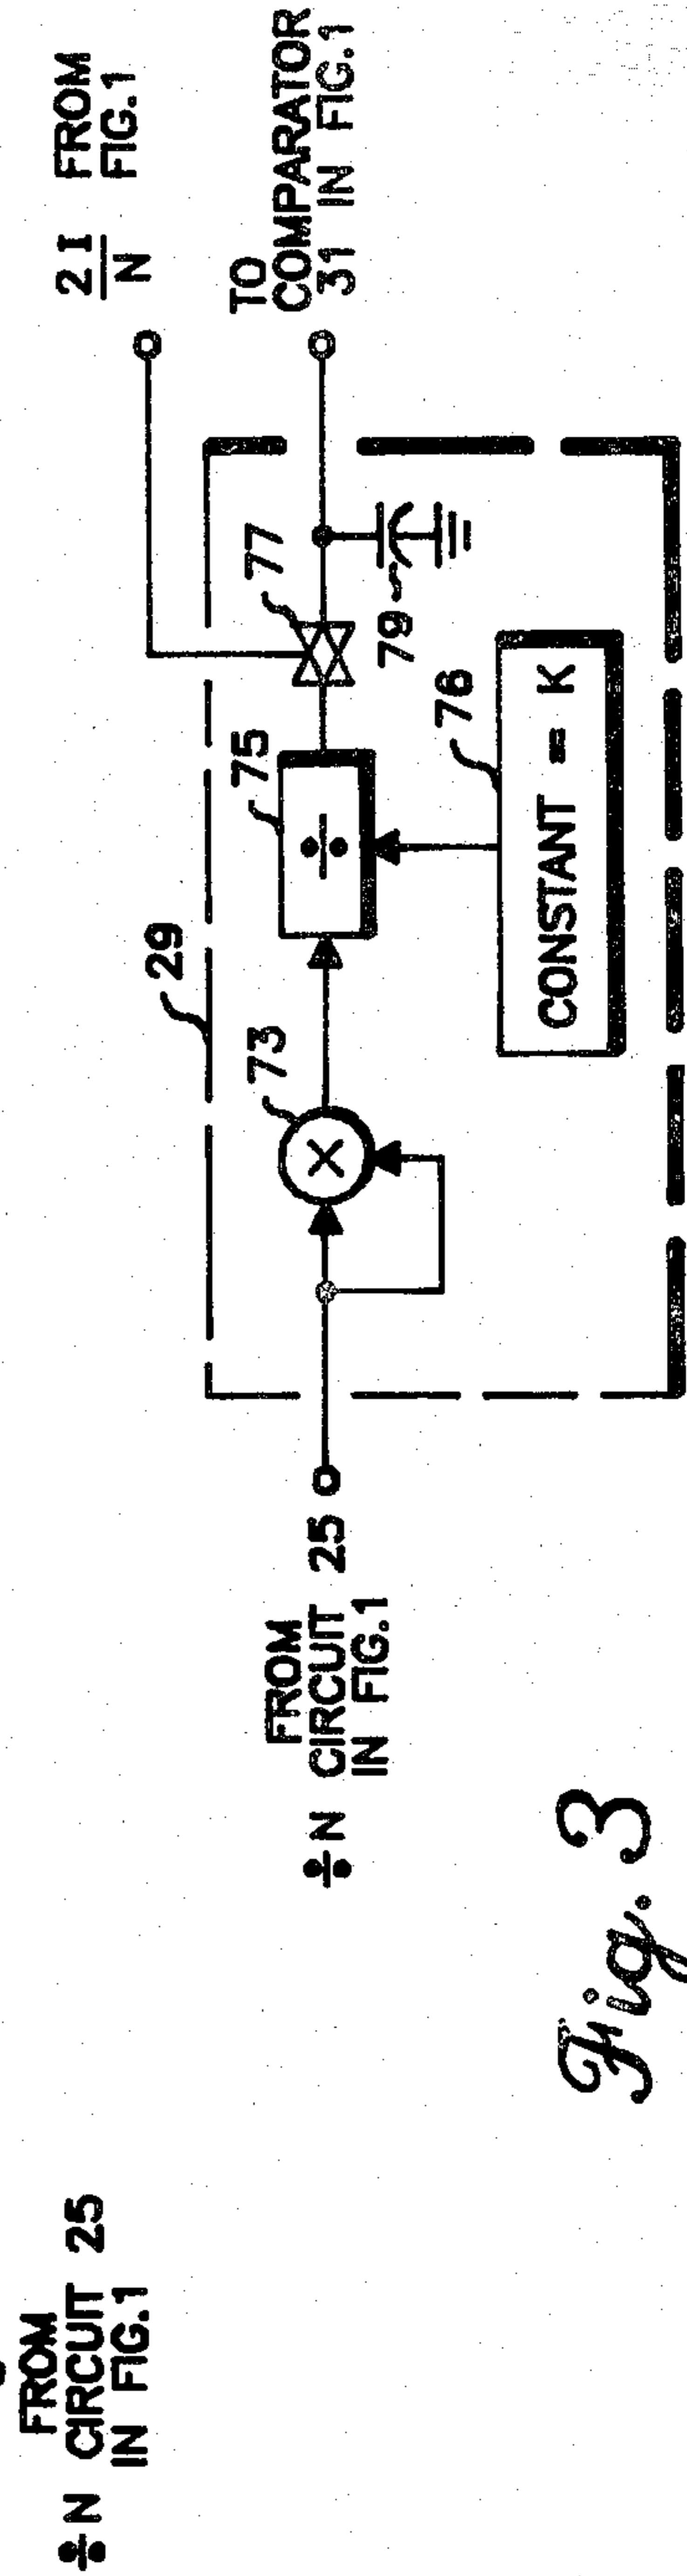 FROM
÷N CIRCUIT 25
IN FIG.1
FROM
÷N CIRCUIT 25
IN FIG.1
29
73
×
75
÷
77
79
76
CONSTANT = K
2I
N
FROM
FIG.1
TO
COMPARATOR
31 IN FIG.1
Fig. 3